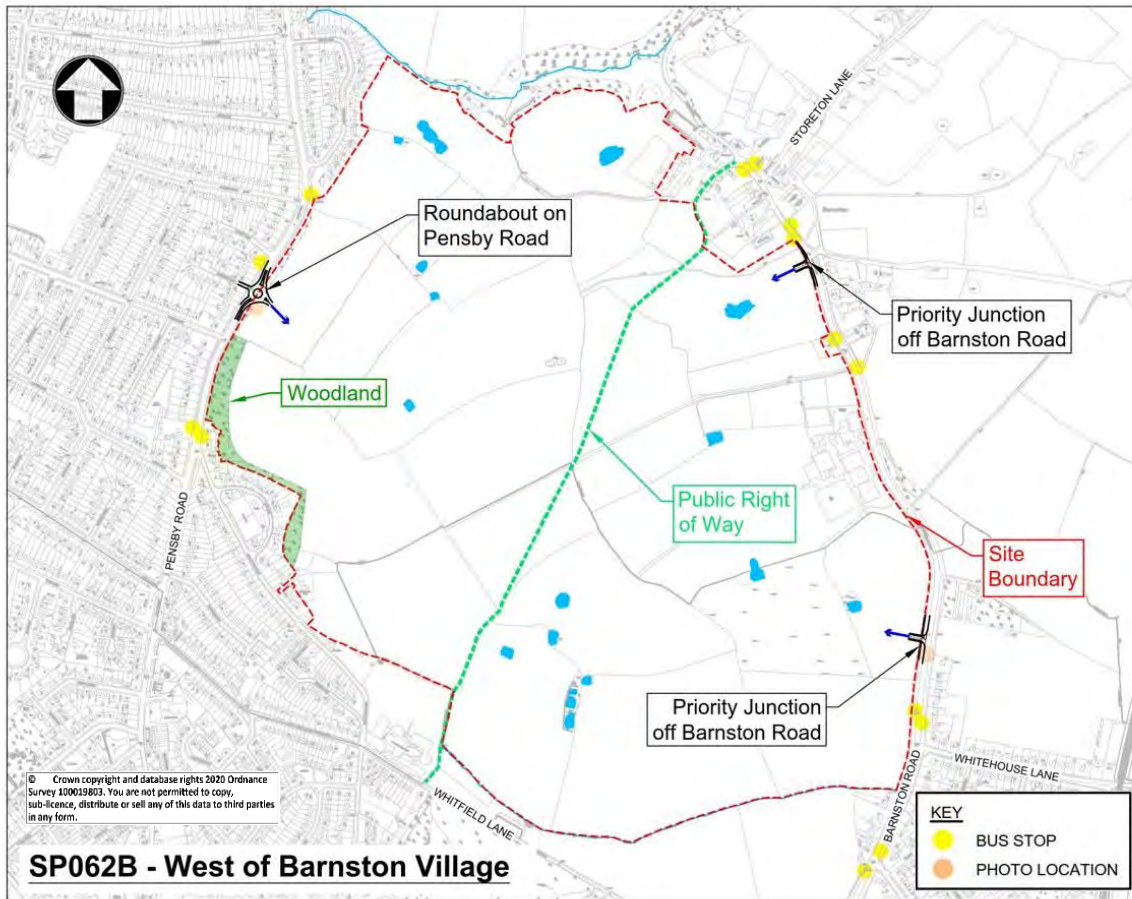 STORETON LANE
Roundabout on
Pensby Road
Priority Junction
off Barnston Road
Woodland
Public Right
of Way
PENSBY ROAD
Site
Boundary
Priority Junction
off Barnston Road
WHITEHOUSE LANE
BARNSTON ROAD
WHITFIELD LANE
© Crown copyright and database rights 2020 Ordnance
Survey 100019803. You are not permitted to copy,
sub-licence, distribute or sell any of this data to third parties
in any form.
KEY
BUS STOP
PHOTO LOCATION
SP062B - West of Barnston Village